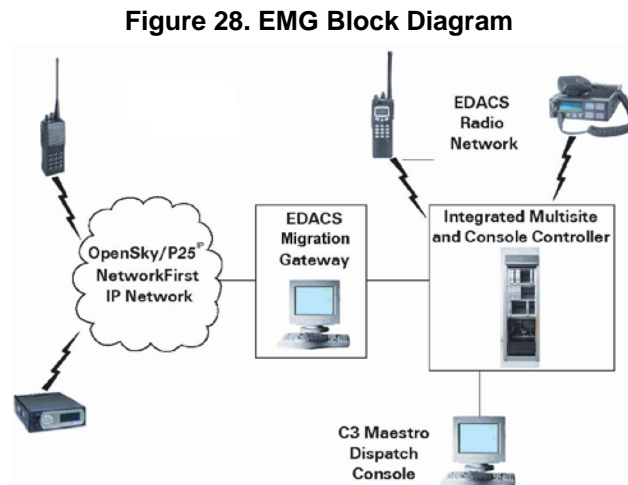 Figure 28. EMG Block Diagram
EDACS
Radio
Network
EDACS
Migration
Gateway
Integrated Multisite
and Console Controller
OpenSky/P25IP
NetworkFirst
IP Network
C3 Maestro
Dispatch
Console